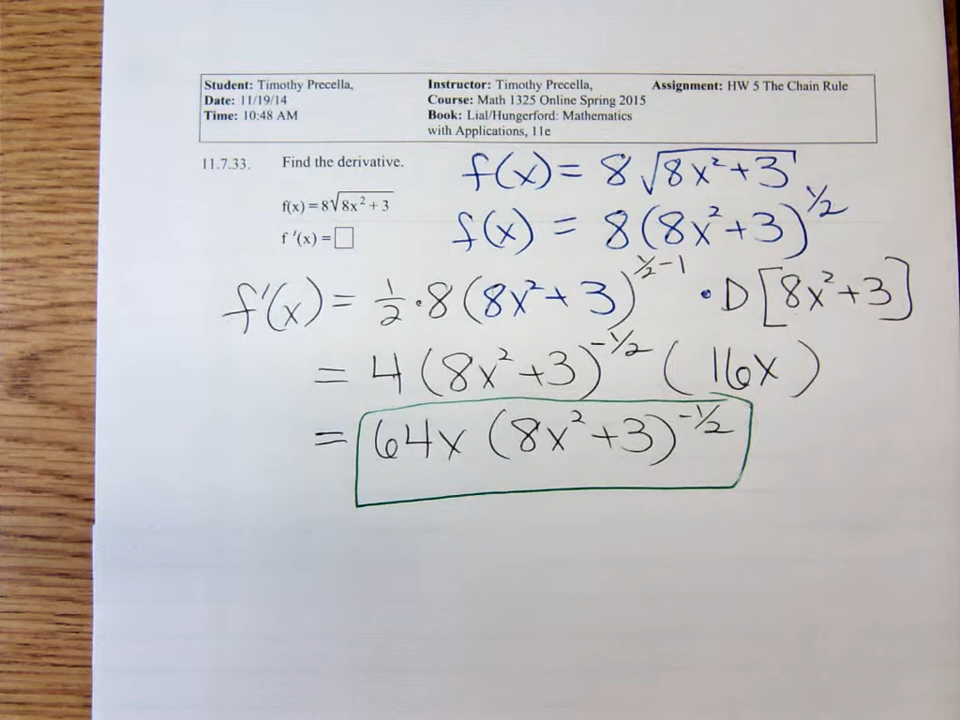 Student: Timothy Precella, Instructor: Timothy Precella, Assignment: HW 5 The Chain Rule
Date: 11/19/14 Course: Math 1325 Online Spring 2015
Time: 10:48 AM Book: Lial/Hungerford: Mathematics
with Applications, 11e
11.7.33. Find the derivative.
f(x) = 8√(8x² + 3)
f ′(x) = □
f(x) = 8√(8x² + 3)
f(x) = 8(8x² + 3)^(1/2)
f'(x) = 1/2 · 8 (8x² + 3)^(1/2 − 1) · D [8x² + 3]
= 4 (8x² + 3)^(−1/2) (16x)
= 64x (8x² + 3)^(−1/2)